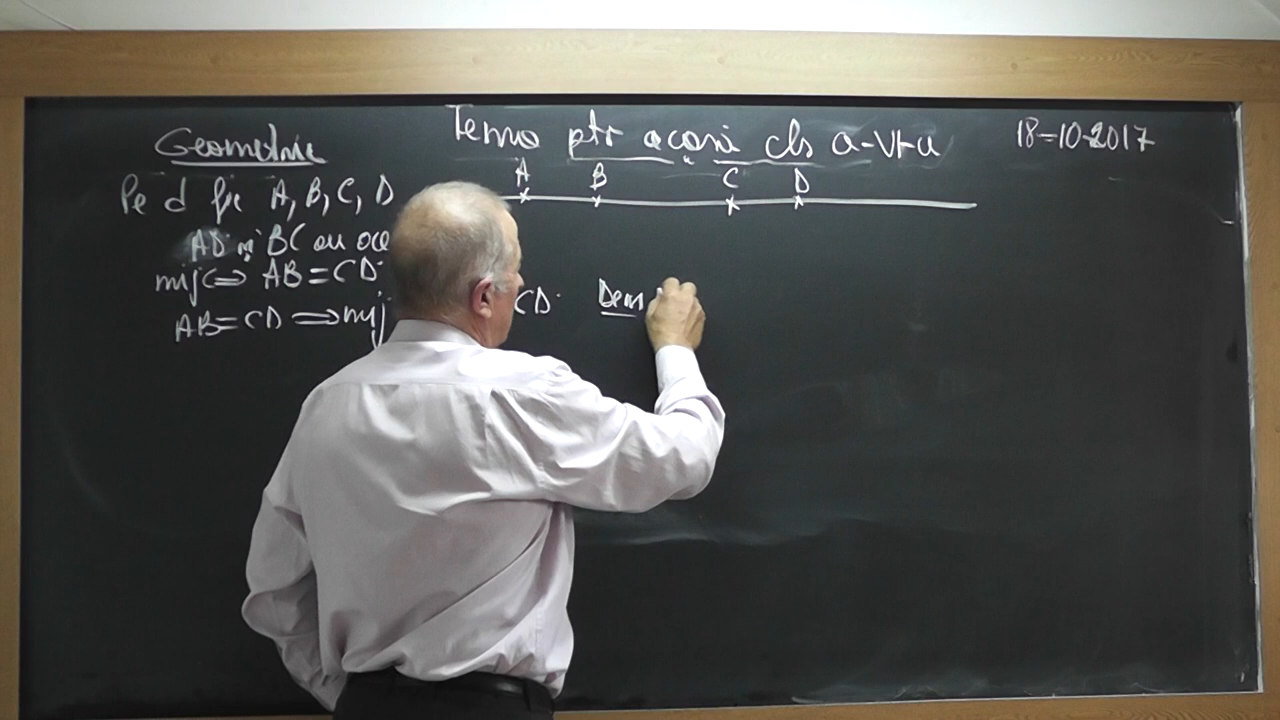 Geometrie
Temă ptr acasă cls a-VI-a
18-10-2017
A B C D
Pe d fie A, B, C, D
AD și BC au
mij ⇒ AB = CD
AB = CD ⇒ mij
CD
Dem